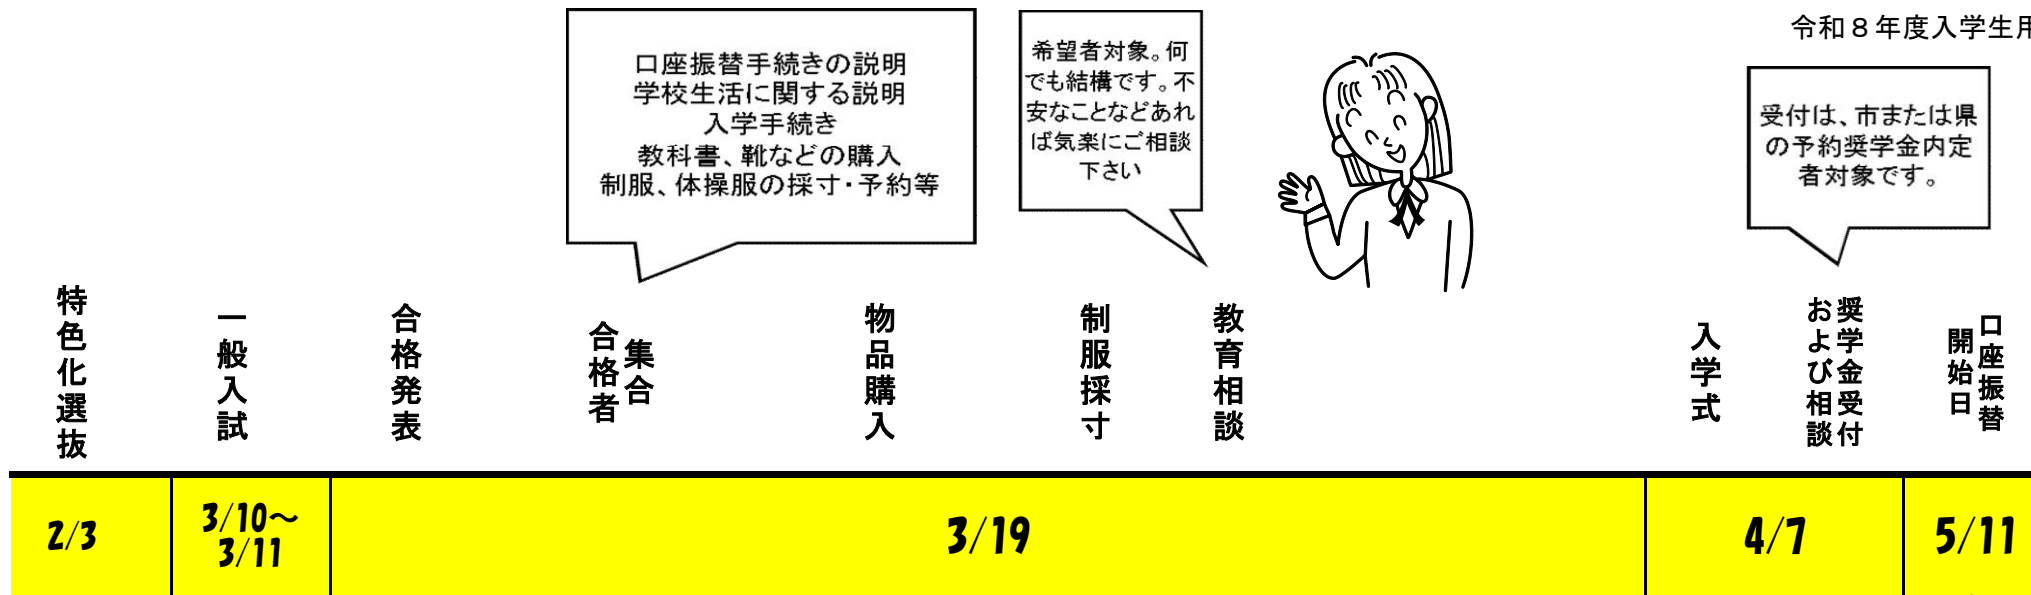 令和８年度入学生用
口座振替手続きの説明
学校生活に関する説明
入学手続き
教科書、靴などの購入
制服、体操服の採寸・予約等
希望者対象。何
でも結構です。不
安なことなどあれ
ば気楽にご相談
下さい
受付は、市または県
の予約奨学金内定
者対象です。
特色化選抜
一般入試
合格発表
合格者
集合
物品購入
制服採寸
教育相談
入学式
奨学金受付
および相談
口座振替
開始日
2/3
3/10～
3/11
3/19
4/7
5/11